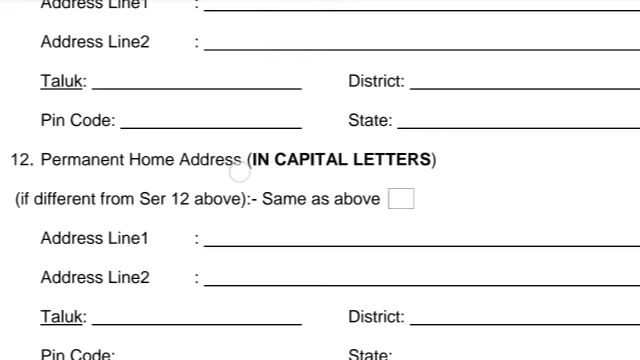 Address Line1 :
Address Line2 :
Taluk: District:
Pin Code: State:
12. Permanent Home Address (IN CAPITAL LETTERS)
(if different from Ser 12 above):- Same as above
Address Line1 :
Address Line2 :
Taluk: District:
Pin Code: State: